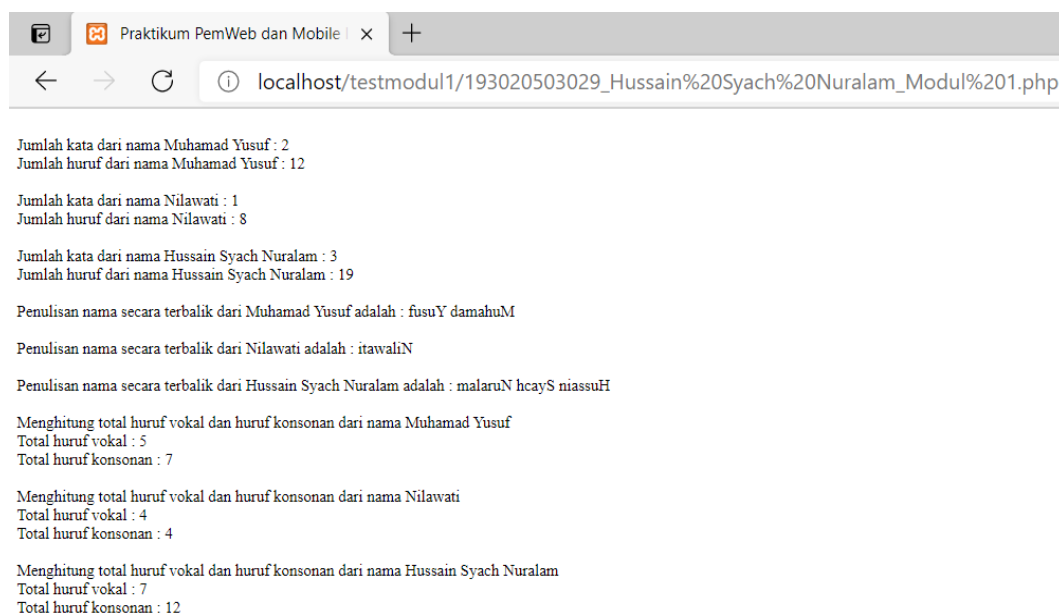 Praktikum PemWeb dan Mobile
localhost/testmodul1/193020503029_Hussain%20Syach%20Nuralam_Modul%201.php
Jumlah kata dari nama Muhamad Yusuf : 2
Jumlah huruf dari nama Muhamad Yusuf : 12
Jumlah kata dari nama Nilawati : 1
Jumlah huruf dari nama Nilawati : 8
Jumlah kata dari nama Hussain Syach Nuralam : 3
Jumlah huruf dari nama Hussain Syach Nuralam : 19
Penulisan nama secara terbalik dari Muhamad Yusuf adalah : fusuY damahuM
Penulisan nama secara terbalik dari Nilawati adalah : itawaliN
Penulisan nama secara terbalik dari Hussain Syach Nuralam adalah : malaruN hcayS niassuH
Menghitung total huruf vokal dan huruf konsonan dari nama Muhamad Yusuf
Total huruf vokal : 5
Total huruf konsonan : 7
Menghitung total huruf vokal dan huruf konsonan dari nama Nilawati
Total huruf vokal : 4
Total huruf konsonan : 4
Menghitung total huruf vokal dan huruf konsonan dari nama Hussain Syach Nuralam
Total huruf vokal : 7
Total huruf konsonan : 12